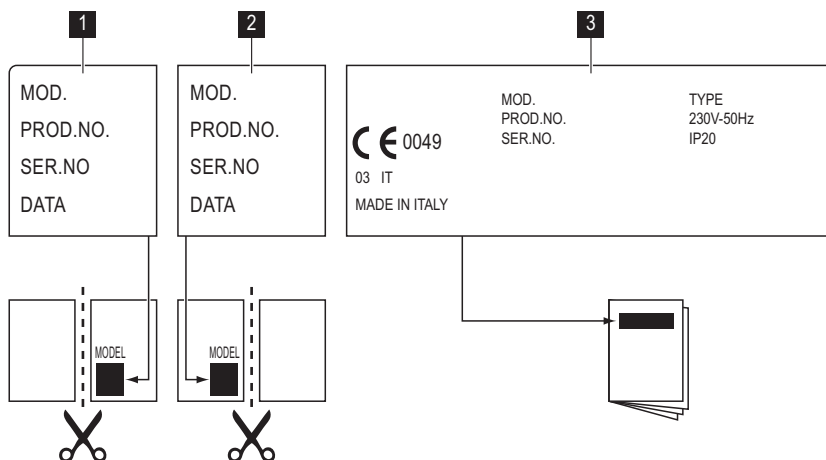 1
2
3
MOD.
PROD.NO.
SER.NO
DATA
MOD.
PROD.NO.
SER.NO
DATA
CE 0049
03 IT
MADE IN ITALY
MOD.
PROD.NO.
SER.NO.
TYPE
230V-50Hz
IP20
MODEL
MODEL